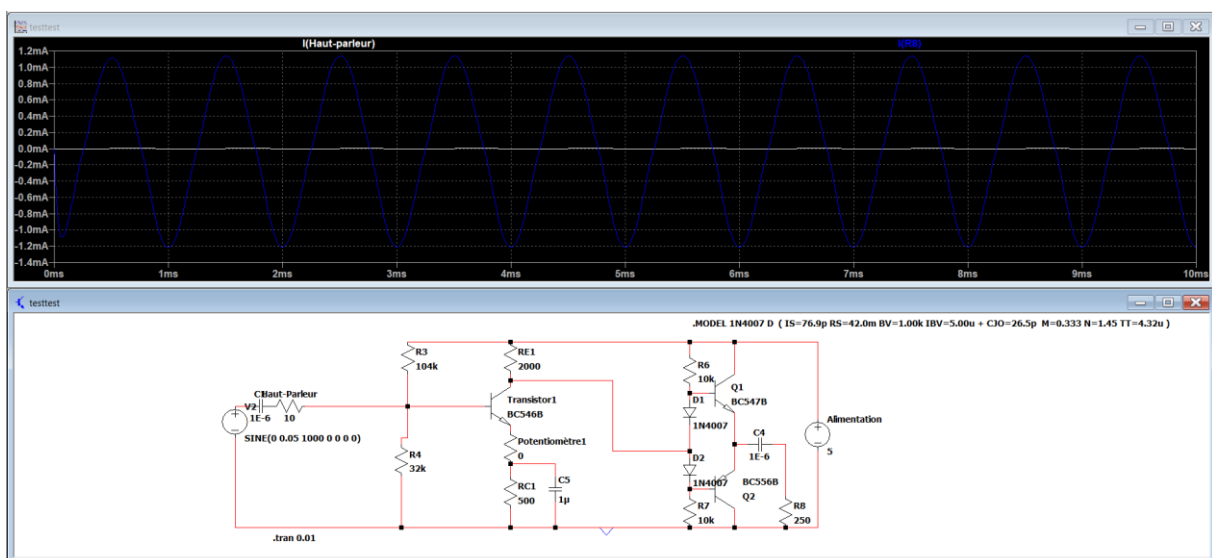 testtest
I(Haut-parleur) I(R8)
1.2mA
1.0mA
0.8mA
0.6mA
0.4mA
0.2mA
0.0mA
-0.2mA
-0.4mA
-0.6mA
-0.8mA
-1.0mA
-1.2mA
-1.4mA
0ms 1ms 2ms 3ms 4ms 5ms 6ms 7ms 8ms 9ms 10ms
testtest
.MODEL 1N4007 D ( IS=76.9p RS=42.0m BV=1.00k IBV=5.00u + CJO=26.5p M=0.333 N=1.45 TT=4.32u )
R3
104k
RE1
2000
R6
10k
Q1
BC547B
Haut-Parleur
V2
1E-6 10
SINE(0 0.05 1000 0 0 0 0)
Transistor1
BC546B
D1
1N4007
Alimentation
5
Potentiomètre1
0
C4
1E-6
R4
32k
D2
1N4007
BC556B
Q2
RC1
500
C5
1µ
R7
10k
R8
250
.tran 0.01